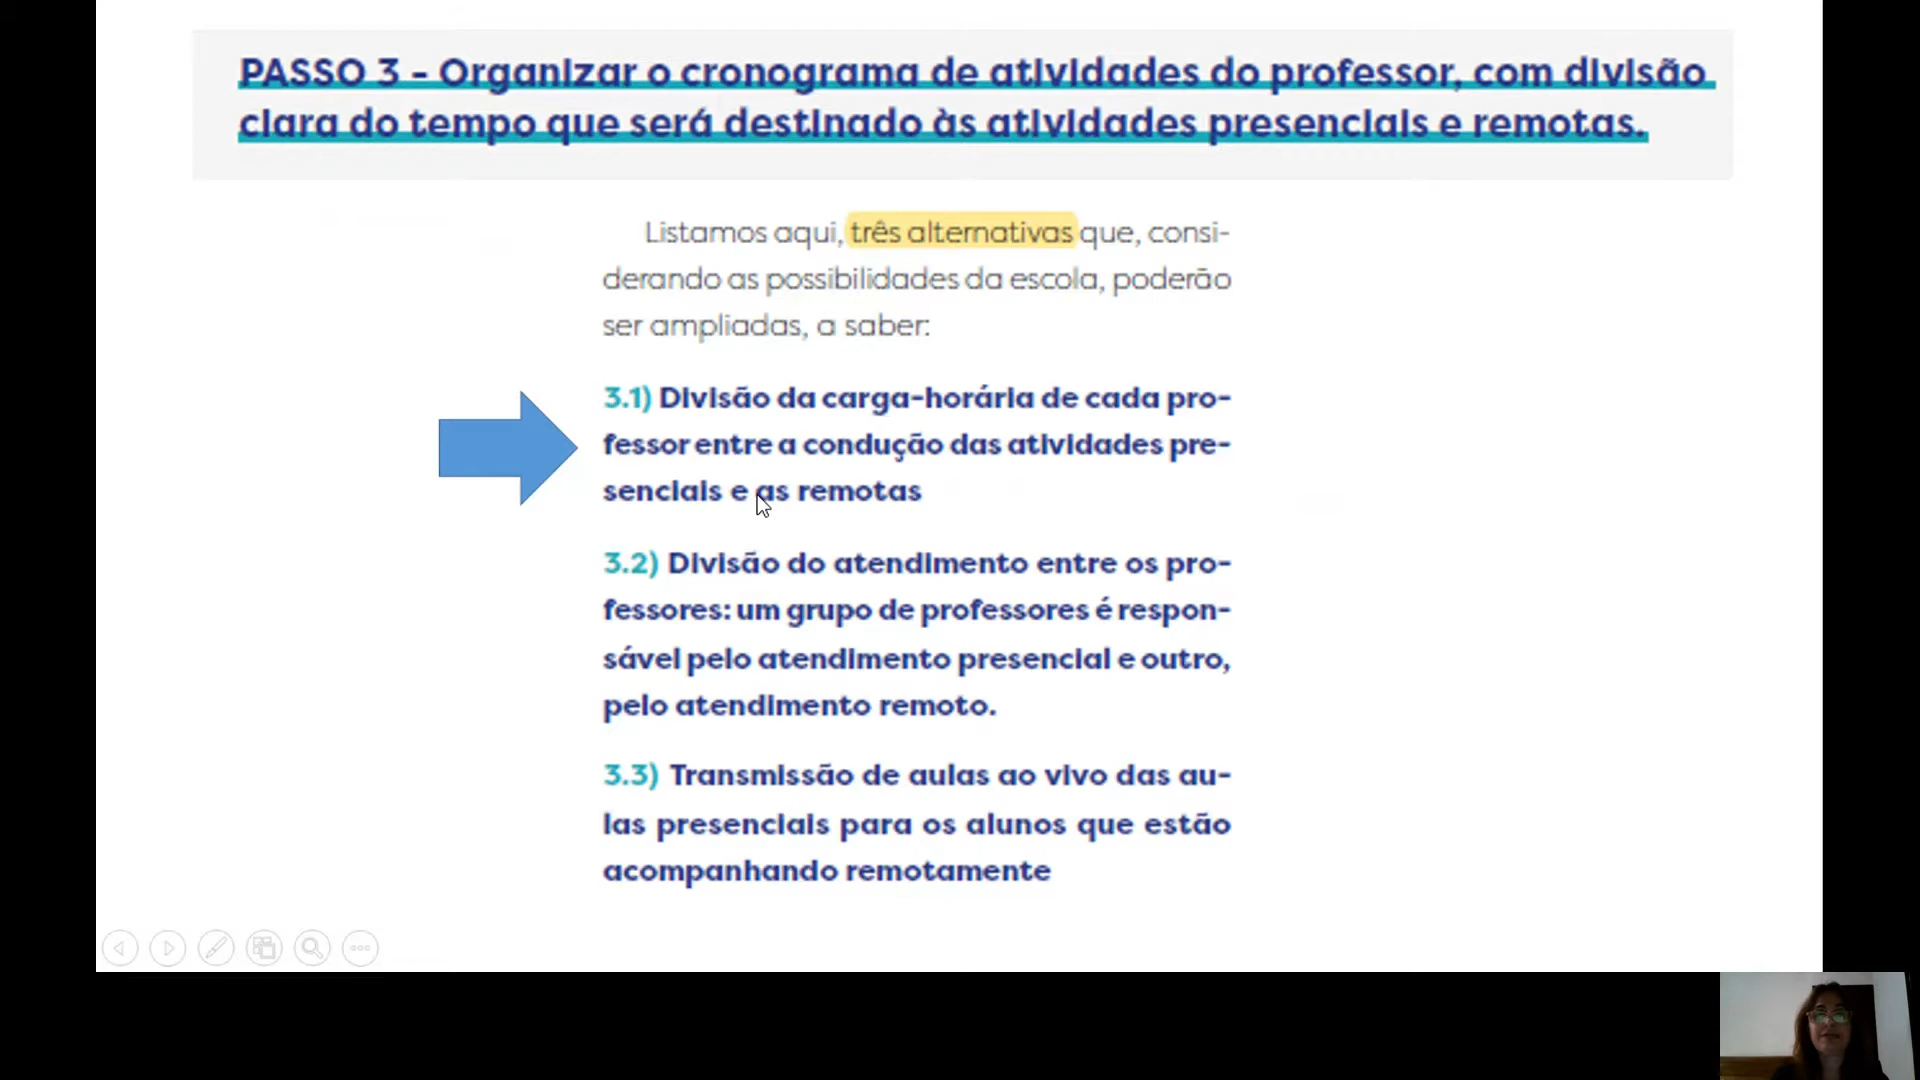 PASSO 3 - Organizar o cronograma de atividades do professor, com divisão
clara do tempo que será destinado às atividades presenciais e remotas.
Listamos aqui, três alternativas que, consi-
derando as possibilidades da escola, poderão
ser ampliadas, a saber:
3.1) Divisão da carga-horária de cada pro-
fessor entre a condução das atividades pre-
senciais e as remotas
3.2) Divisão do atendimento entre os pro-
fessores: um grupo de professores é respon-
sável pelo atendimento presencial e outro,
pelo atendimento remoto.
3.3) Transmissão de aulas ao vivo das au-
las presenciais para os alunos que estão
acompanhando remotamente